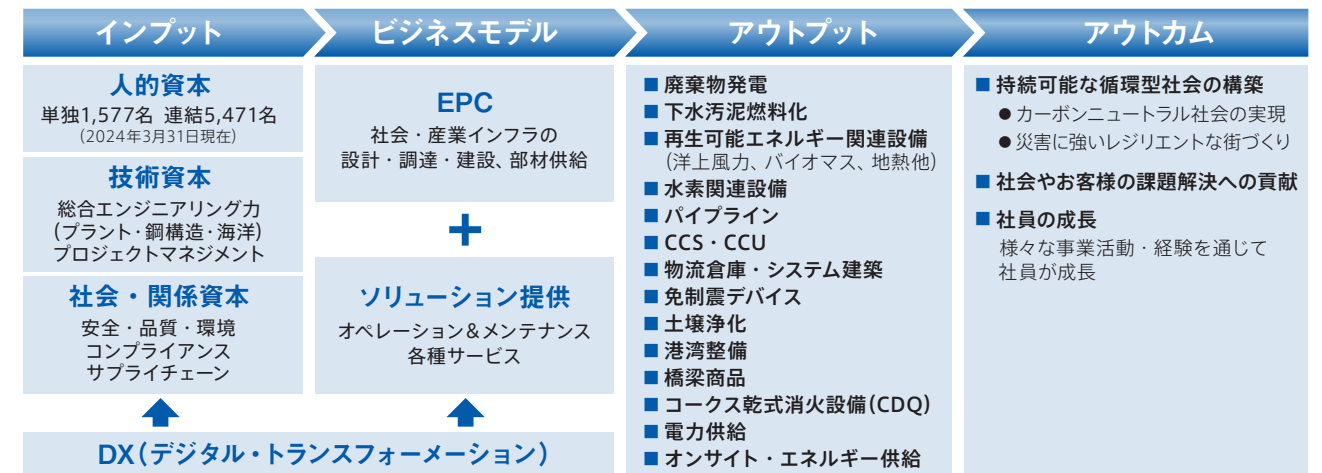 インプット
ビジネスモデル
アウトプット
アウトカム
人的資本
単独1,577名 連結5,471名
(2024年3月31日現在)
技術資本
総合エンジニアリング力
(プラント・鋼構造・海洋)
プロジェクトマネジメント
社会・関係資本
安全・品質・環境
コンプライアンス
サプライチェーン
EPC
社会・産業インフラの
設計・調達・建設、部材供給
+
ソリューション提供
オペレーション&メンテナンス
各種サービス
DX(デジタル・トランスフォーメーション)
■ 廃棄物発電
■ 下水汚泥燃料化
■ 再生可能エネルギー関連設備
(洋上風力、バイオマス、地熱他)
■ 水素関連設備
■ パイプライン
■ CCS・CCU
■ 物流倉庫・システム建築
■ 免制震デバイス
■ 土壌浄化
■ 港湾整備
■ 橋梁商品
■ コークス乾式消火設備(CDQ)
■ 電力供給
■ オンサイト・エネルギー供給
■ 持続可能な循環型社会の構築
● カーボンニュートラル社会の実現
● 災害に強いレジリエントな街づくり
■ 社会やお客様の課題解決への貢献
■ 社員の成長
様々な事業活動・経験を通じて
社員が成長